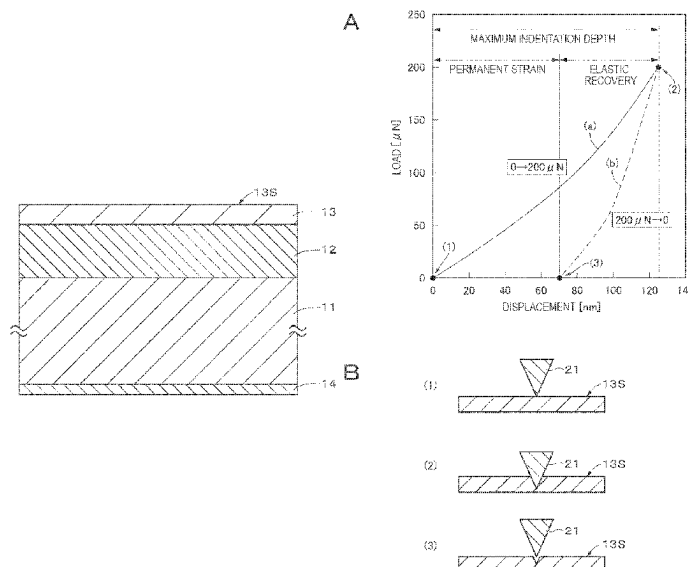 13S
13
12
11
14
A
MAXIMUM INDENTATION DEPTH
PERMANENT STRAIN
ELASTIC
RECOVERY
LOAD [μN]
250
200
150
100
50
0
(2)
(a)
(b)
0→200μN
200μN→0
(1)
(3)
0 20 40 60 80 100 120 14
DISPLACEMENT [nm]
B
(1)
21
13S
(2)
21
13S
(3)
21
13S